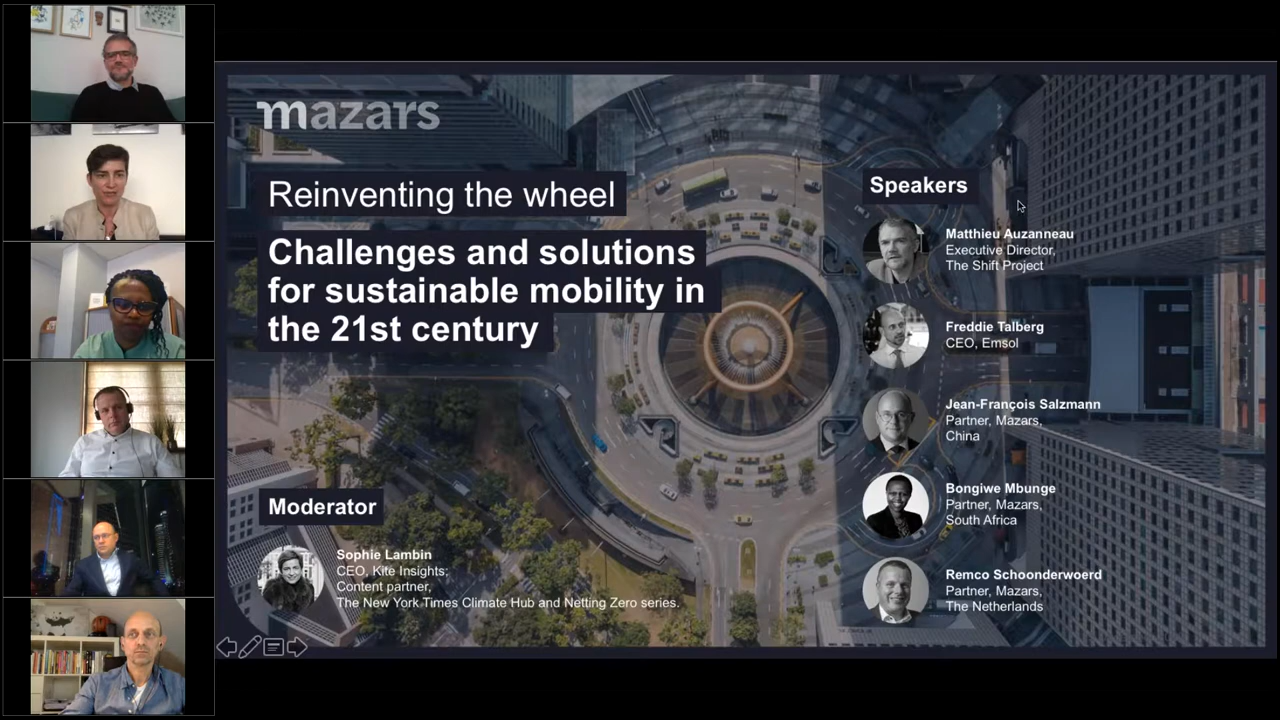 mazars
Reinventing the wheel
Challenges and solutions
for sustainable mobility in
the 21st century
Moderator
Sophie Lambin
CEO, Kite Insights;
Content partner,
The New York Times Climate Hub and Netting Zero series.
Speakers
Matthieu Auzanneau
Executive Director,
The Shift Project
Freddie Talberg
CEO, Emsol
Jean-François Salzmann
Partner, Mazars,
China
Bongiwe Mbunge
Partner, Mazars,
South Africa
Remco Schoonderwoerd
Partner, Mazars,
The Netherlands